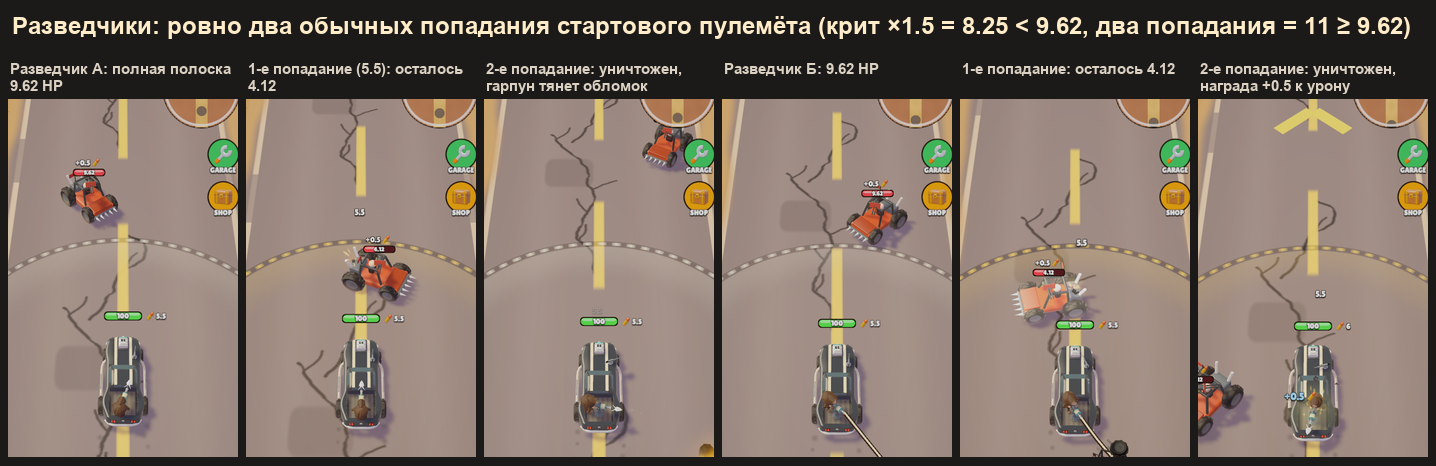 Разведчики: ровно два обычных попадания стартового пулемёта (крит ×1.5 = 8.25 < 9.62, два попадания = 11 ≥ 9.62)
Разведчик А: полная полоска
9.62 HP
+0.5
9.62
GARAGE
SHOP
100
5.5
1-е попадание (5.5): осталось
4.12
GARAGE
SHOP
5.5
+0.5
4.12
100
5.5
2-е попадание: уничтожен,
гарпун тянет обломок
GARAGE
SHOP
100
5.5
Разведчик Б: 9.62 HP
GARAGE
+0.5
9.62
SHOP
100
5.5
1-е попадание: осталось 4.12
GARAGE
SHOP
5.5
+0.5
4.12
100
5.5
2-е попадание: уничтожен,
награда +0.5 к урону
GARAGE
SHOP
5.5
100
6
+0.5